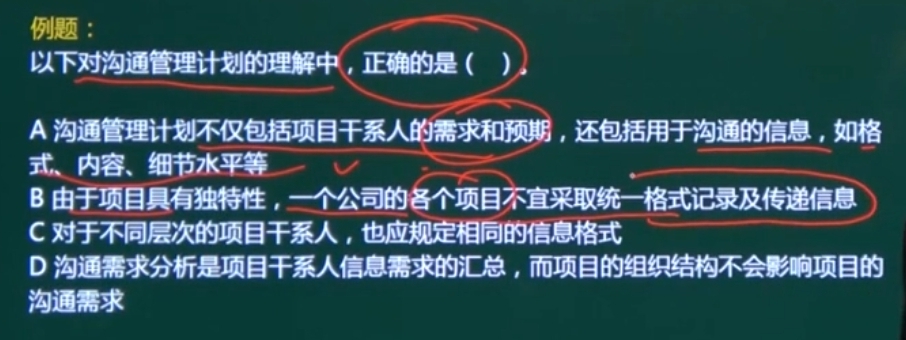 例题：
以下对沟通管理计划的理解中，正确的是（ ）。
A 沟通管理计划不仅包括项目干系人的需求和预期，还包括用于沟通的信息，如格
式、内容、细节水平等
B 由于项目具有独特性，一个公司的各个项目不宜采取统一格式记录及传递信息
C 对于不同层次的项目干系人，也应规定相同的信息格式
D 沟通需求分析是项目干系人信息需求的汇总，而项目的组织结构不会影响项目的
沟通需求